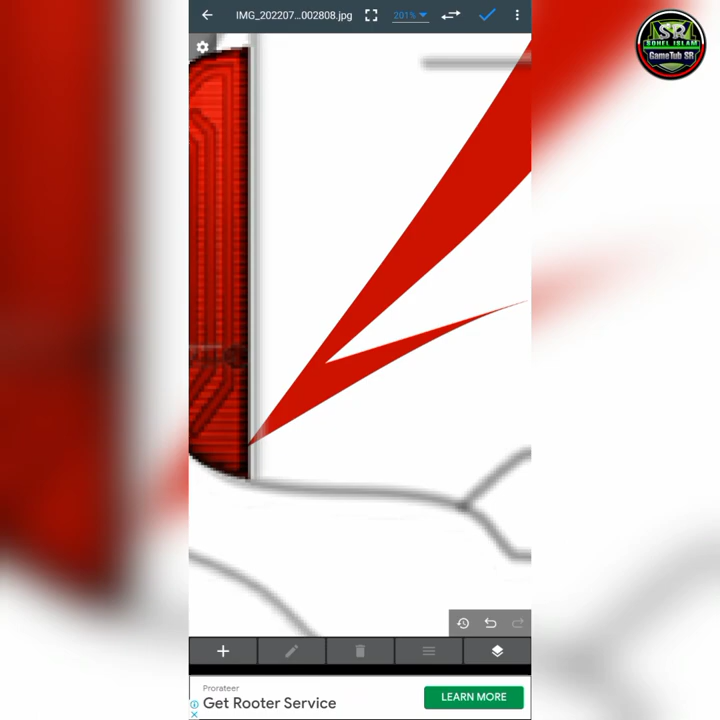 IMG_202207...002808.jpg
201%
SR
SOHEL ISLAM
GameTub SR
Prorateer
Get Rooter Service
LEARN MORE